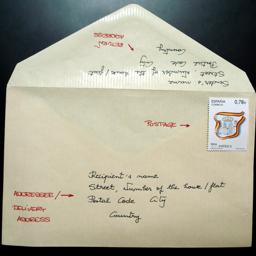 Sender's name
Street Number of the house/flat
Postal Code City
Country
RETURN
ADDRESS
POSTAGE
ESPAÑA
CORREOS
0,78€
Recipient's name
Street, Number of the house/flat
Postal Code City
Country
ADDRESSEE/
DELIVERY
ADDRESS